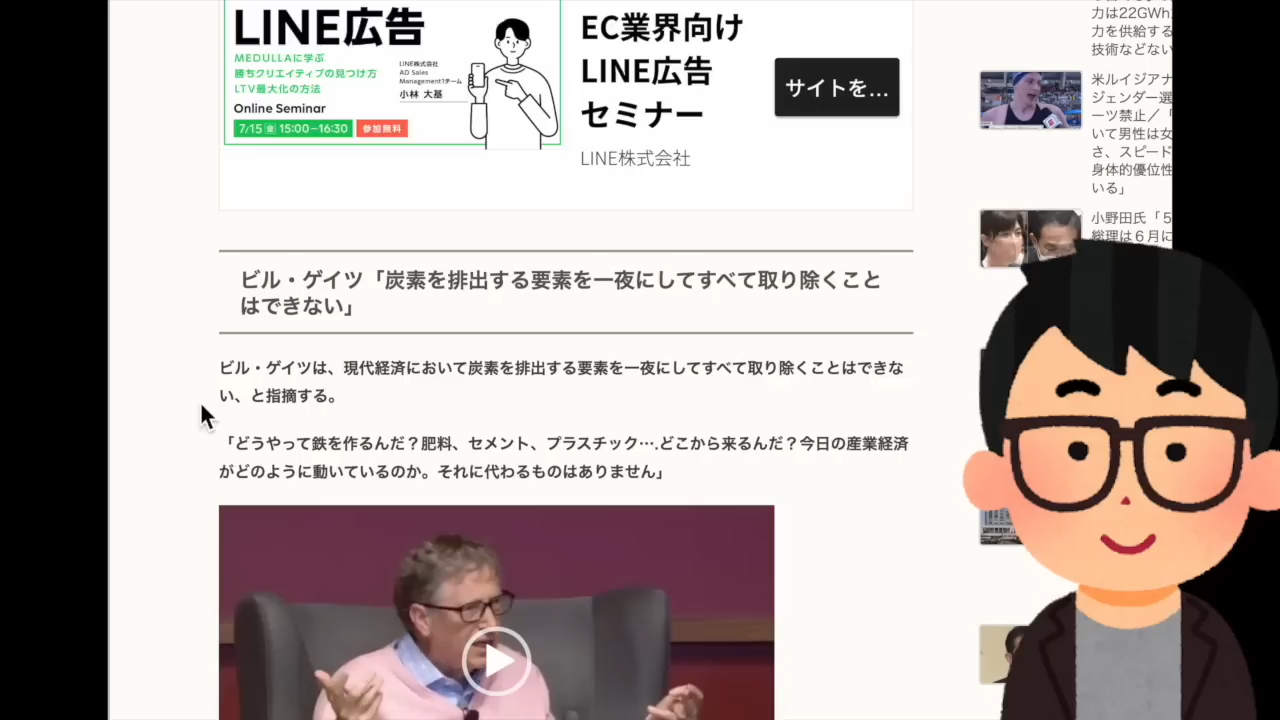 LINE広告
MEDULLAに学ぶ
勝ちクリエイティブの見つけ方
LTV最大化の方法
Online Seminar
7/15 金 15:00−16:30 参加無料
LINE株式会社
AD Sales
Management1チーム
小林 大基
EC業界向け
LINE広告
セミナー
LINE株式会社
サイトを...
ビル・ゲイツ「炭素を排出する要素を一夜にしてすべて取り除くこと
はできない」
ビル・ゲイツは、現代経済において炭素を排出する要素を一夜にしてすべて取り除くことはできな
い、と指摘する。
「どうやって鉄を作るんだ？肥料、セメント、プラスチック….どこから来るんだ？今日の産業経済
がどのように動いているのか。それに代わるものはありません」
力は22GWh
力を供給する
技術などない
米ルイジアナ
ジェンダー選
ーツ禁止／「
いて男性は女
さ、スピード
身体的優位性
いる」
小野田氏「５
総理は６月に